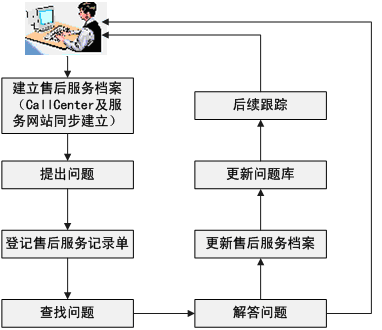 建立售后服务档案
（CallCenter及服
务网站同步建立）
提出问题
登记售后服务记录单
查找问题
解答问题
更新售后服务档案
更新问题库
后续跟踪